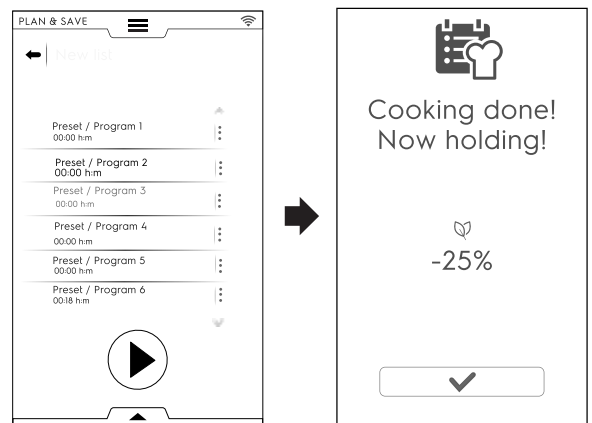 PLAN & SAVE
New list
Preset / Program 1
00:00 h:m
Preset / Program 2
00:00 h:m
Preset / Program 3
00:00 h:m
Preset / Program 4
00:00 h:m
Preset / Program 5
00:00 h:m
Preset / Program 6
00:18 h:m
Cooking done!
Now holding!
-25%